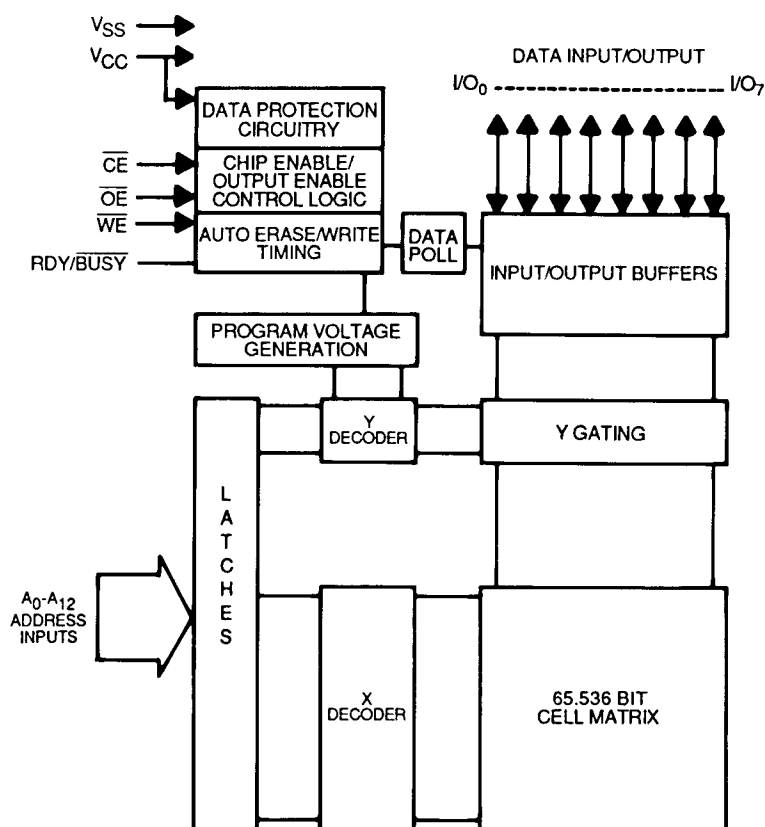 VSS
VCC
DATA INPUT/OUTPUT
I/O0 I/O7
DATA PROTECTION
CIRCUITRY
CE
OE
CHIP ENABLE/
OUTPUT ENABLE
CONTROL LOGIC
WE
RDY/BUSY
AUTO ERASE/WRITE
TIMING
DATA
POLL
INPUT/OUTPUT BUFFERS
PROGRAM VOLTAGE
GENERATION
Y
DECODER
Y GATING
LATCHES
A0-A12
ADDRESS
INPUTS
X
DECODER
65.536 BIT
CELL MATRIX